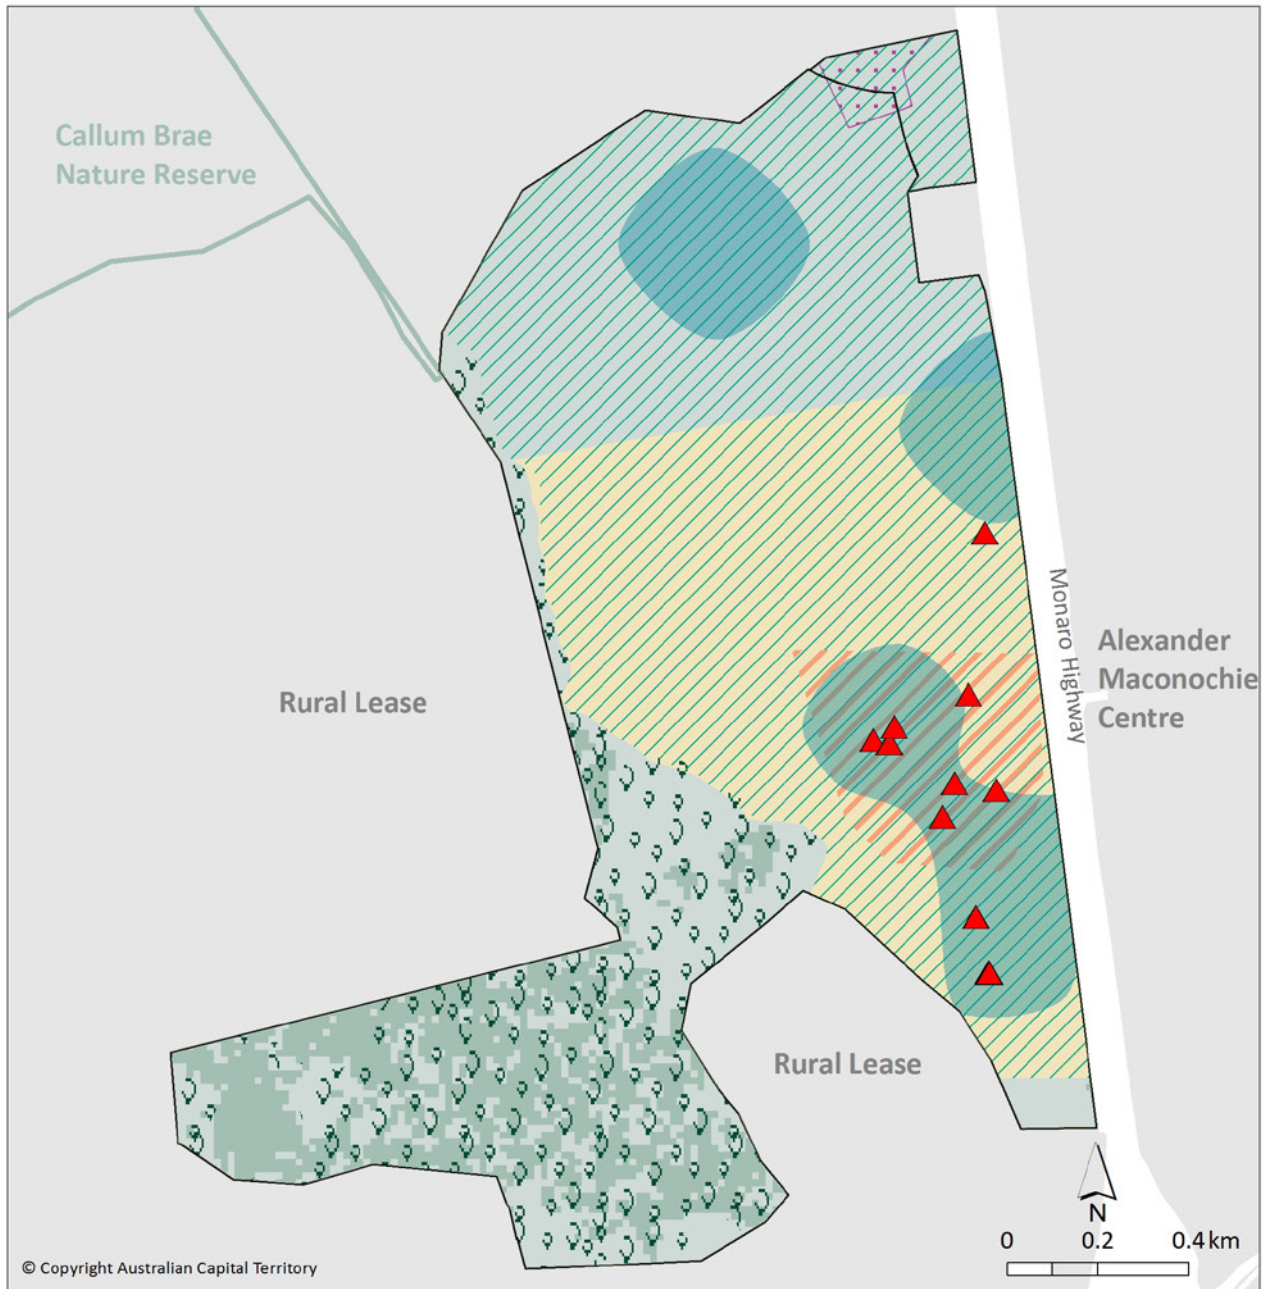 Callum Brae
Nature Reserve
Monaro Highway
Alexander
Maconochie
Centre
Rural Lease
Rural Lease
N
0 0.2 0.4 km
© Copyright Australian Capital Territory